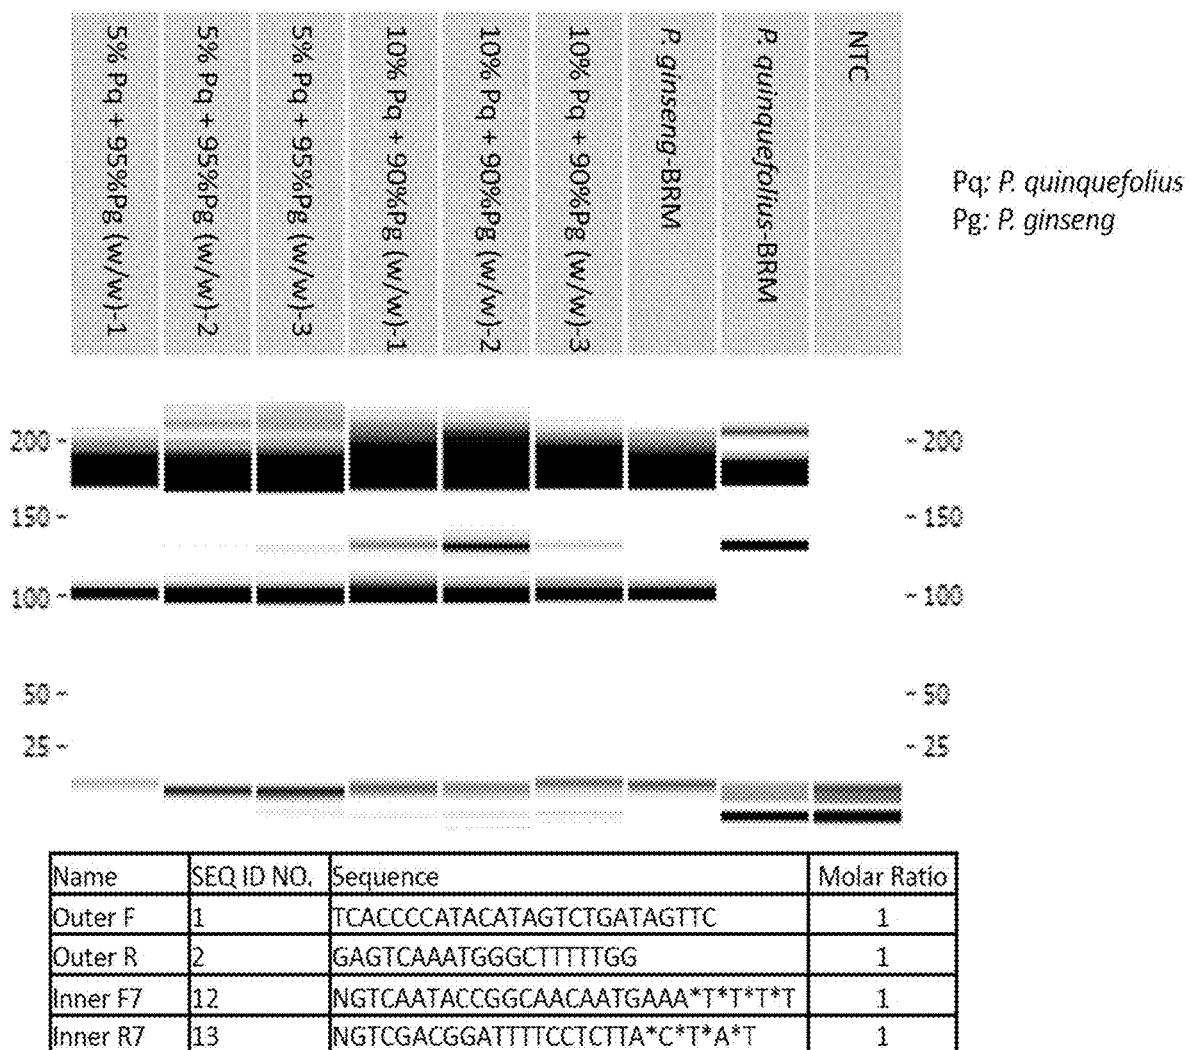 5% Pq + 95%Pg (w/w)-1
5% Pq + 95%Pg (w/w)-2
5% Pq + 95%Pg (w/w)-3
10% Pq + 90%Pg (w/w)-1
10% Pq + 90%Pg (w/w)-2
10% Pq + 90%Pg (w/w)-3
P. ginseng-BRM
P. quinquefolius-BRM
NTC
Pq: P. quinquefolius
Pg: P. ginseng
200 - - 200
150 - - 150
100 - - 100
50 - - 50
25 - - 25
Name SEQ ID NO. Sequence Molar Ratio
Outer F 1 TCACCCCATACATAGTCTGATAGTTC 1
Outer R 2 GAGTCAAATGGGCTTTTTGG 1
Inner F7 12 NGTCAATACCGGCAACAATGAAA*T*T*T*T 1
Inner R7 13 NGTCGACGGATTTTCCTCTTA*C*T*A*T 1